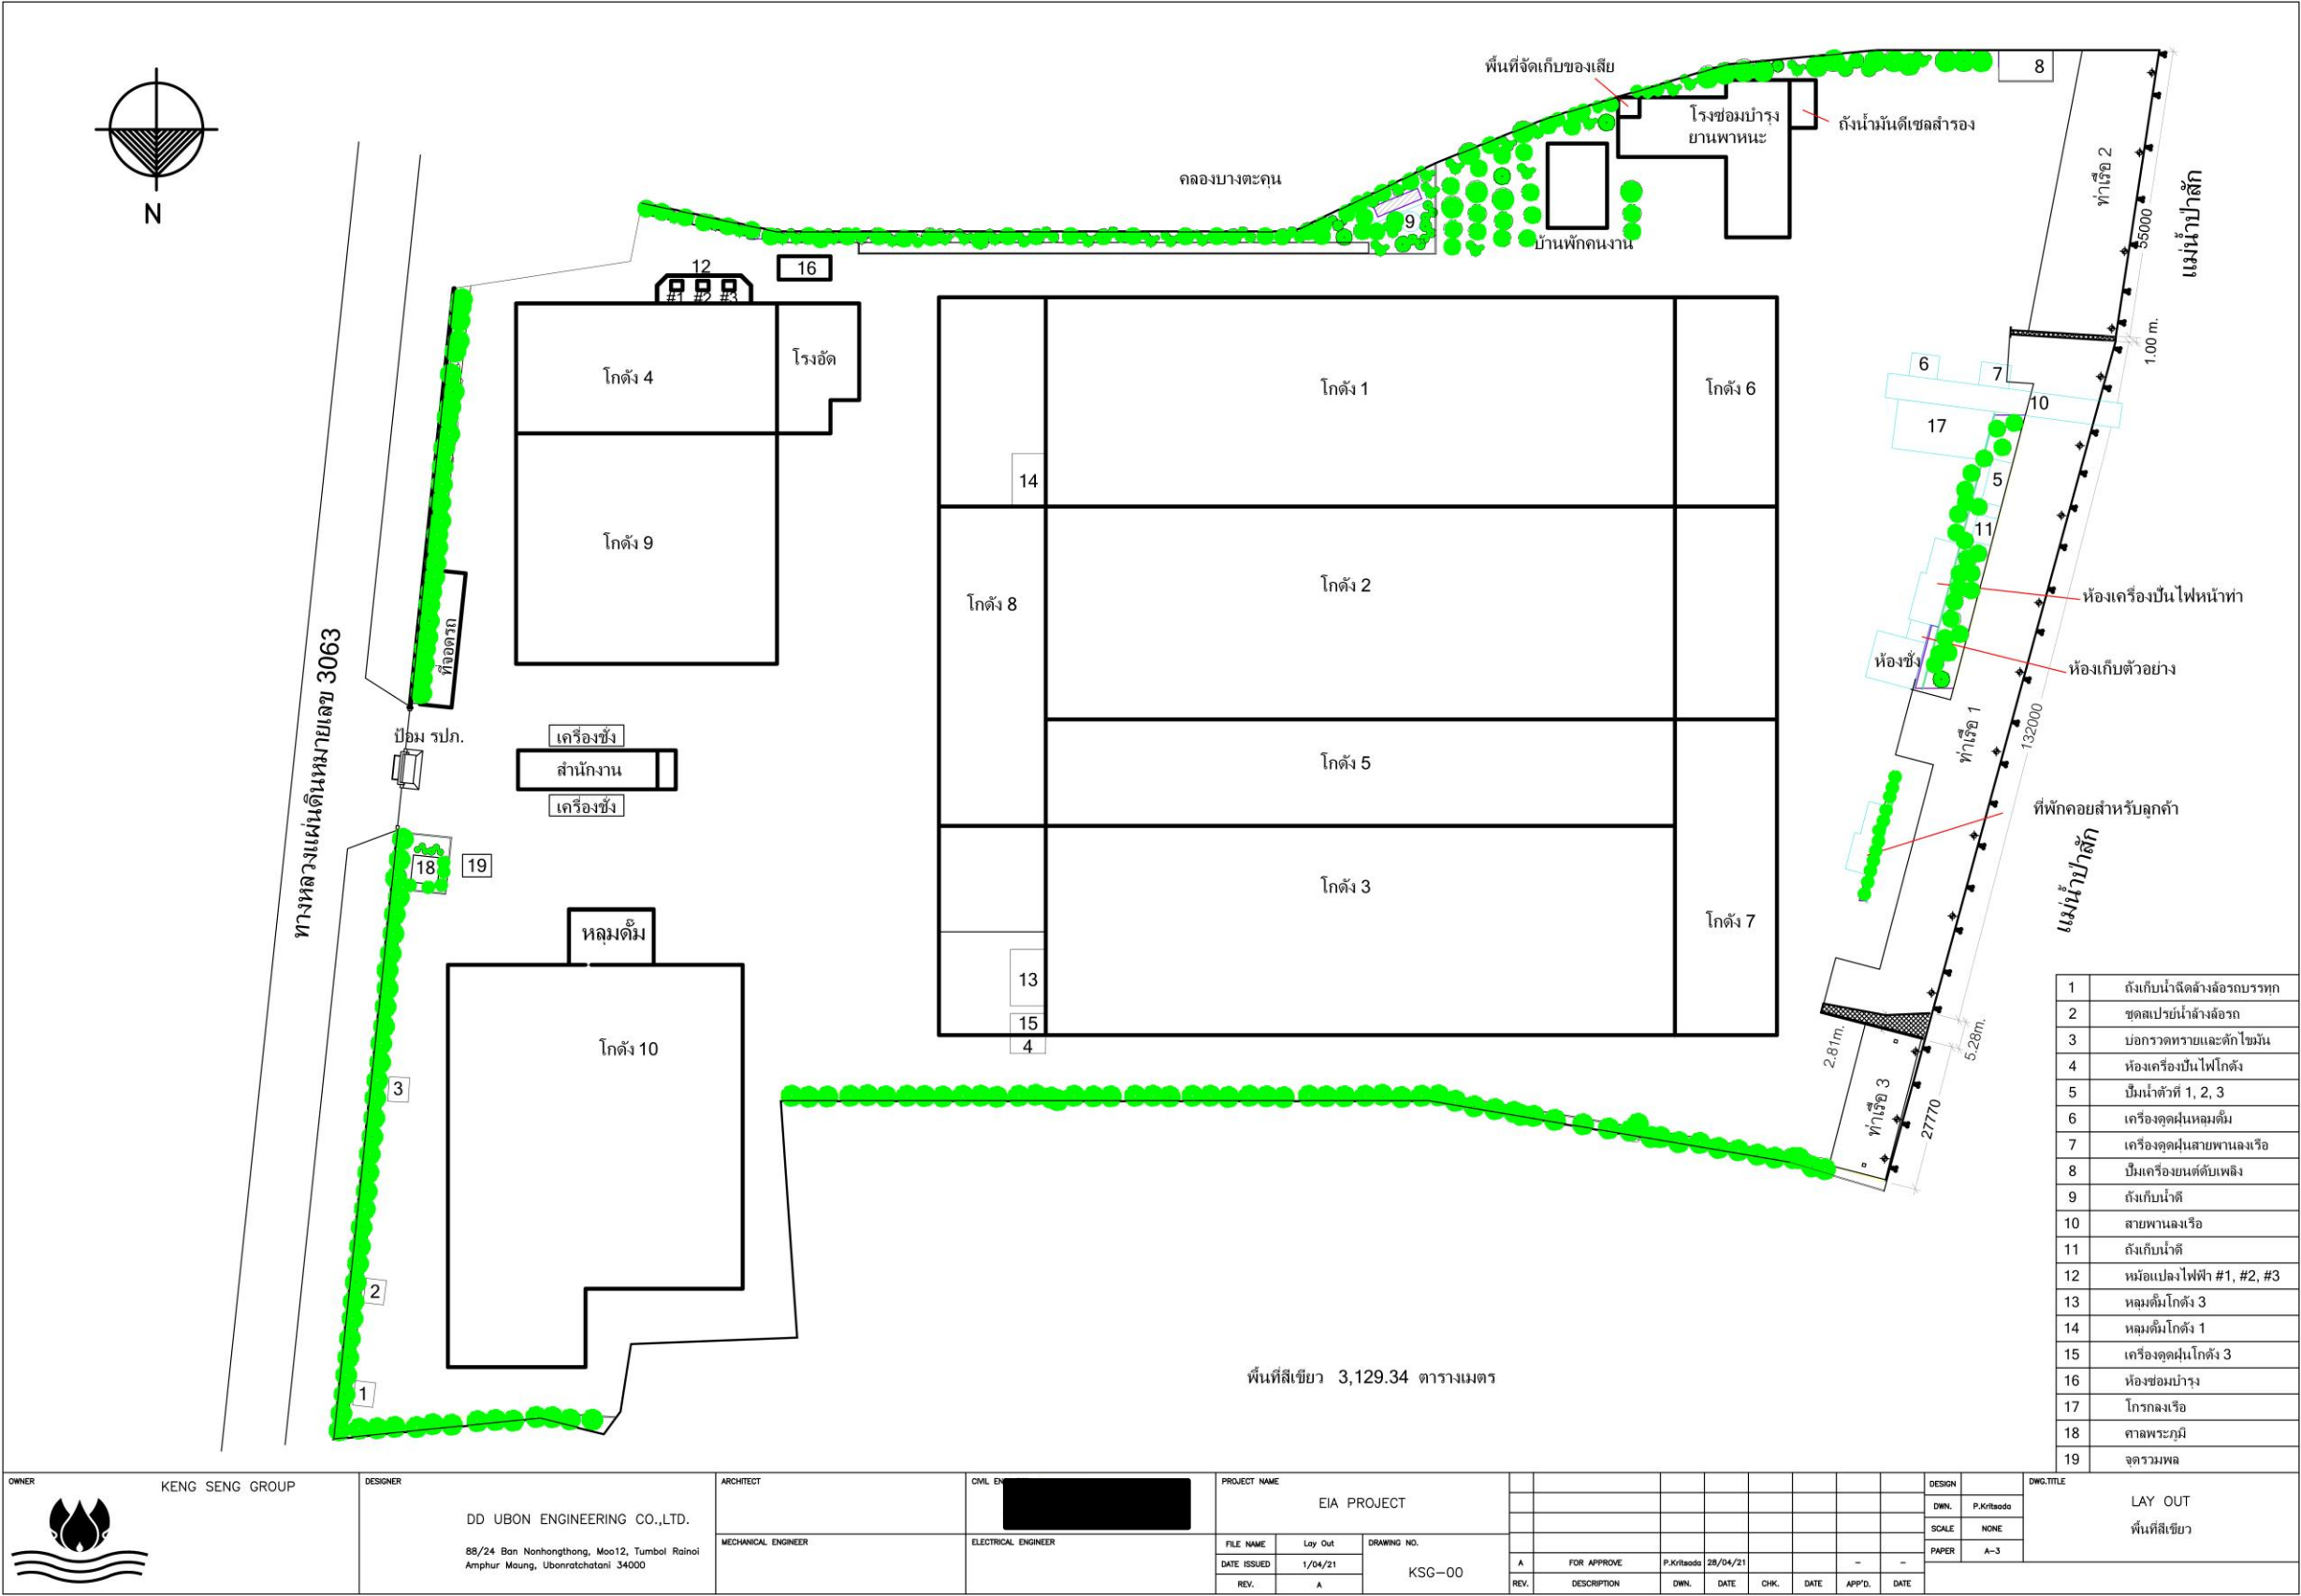 พื้นที่จัดเก็บของเสีย
8
โรงซ่อมบำรุง
ยานพาหนะ
ถังน้ำมันดีเซลสำรอง
N
คลองบางตะคุน
9
บ้านพักคนงาน
ท่าเรือ 2
55000
แม่น้ำป่าสัก
1.00 m.
12
#1 #2 #3
16
โกดัง 4
โรงอัด
โกดัง 1
โกดัง 6
6
7
10
17
14
5
11
โกดัง 9
โกดัง 8
โกดัง 2
ห้องเครื่องปั่นไฟหน้าท่า
ที่จอดรถ
ห้องชั่ง
ห้องเก็บตัวอย่าง
ทางหลวงแผ่นดินหมายเลข 3063
ป้อม รปภ.
เครื่องชั่ง
สำนักงาน
เครื่องชั่ง
โกดัง 5
ท่าเรือ 1
132000
ที่พักคอยสำหรับลูกค้า
18
19
โกดัง 3
โกดัง 7
แม่น้ำป่าสัก
หลุมดั๊ม
13
15
4
โกดัง 10
3
2.81m.
5.28m.
ท่าเรือ 3
27770
2
1
พื้นที่สีเขียว 3,129.34 ตารางเมตร
1 ถังเก็บน้ำฉีดล้างล้อรถบรรทุก
2 ชุดสเปรย์น้ำล้างล้อรถ
3 บ่อกรวดทรายและดักไขมัน
4 ห้องเครื่องปั่นไฟโกดัง
5 ปั๊มน้ำตัวที่ 1, 2, 3
6 เครื่องดูดฝุ่นหลุมดั๊ม
7 เครื่องดูดฝุ่นสายพานลงเรือ
8 ปั๊มเครื่องยนต์ดับเพลิง
9 ถังเก็บน้ำดี
10 สายพานลงเรือ
11 ถังเก็บน้ำดี
12 หม้อแปลงไฟฟ้า #1, #2, #3
13 หลุมดั๊มโกดัง 3
14 หลุมดั๊มโกดัง 1
15 เครื่องดูดฝุ่นโกดัง 3
16 ห้องซ่อมบำรุง
17 โกรกลงเรือ
18 ศาลพระภูมิ
19 จุดรวมพล
OWNER
KENG SENG GROUP
DESIGNER
DD UBON ENGINEERING CO.,LTD.
88/24 Ban Nonhongthong, Moo12, Tumbol Rainoi
Amphur Maung, Ubonratchatani 34000
ARCHITECT
MECHANICAL ENGINEER
CIVIL
ELECTRICAL ENGINEER
PROJECT NAME
EIA PROJECT
FILE NAME Lay Out
DATE ISSUED 1/04/21
REV. A
DRAWING NO.
KSG-00
A FOR APPROVE P.Kritsada 28/04/21 - -
REV. DESCRIPTION DWN. DATE CHK. DATE APP'D. DATE
DESIGN
DWN. P.Kritsada
SCALE NONE
PAPER A-3
DWG.TITLE
LAY OUT
พื้นที่สีเขียว